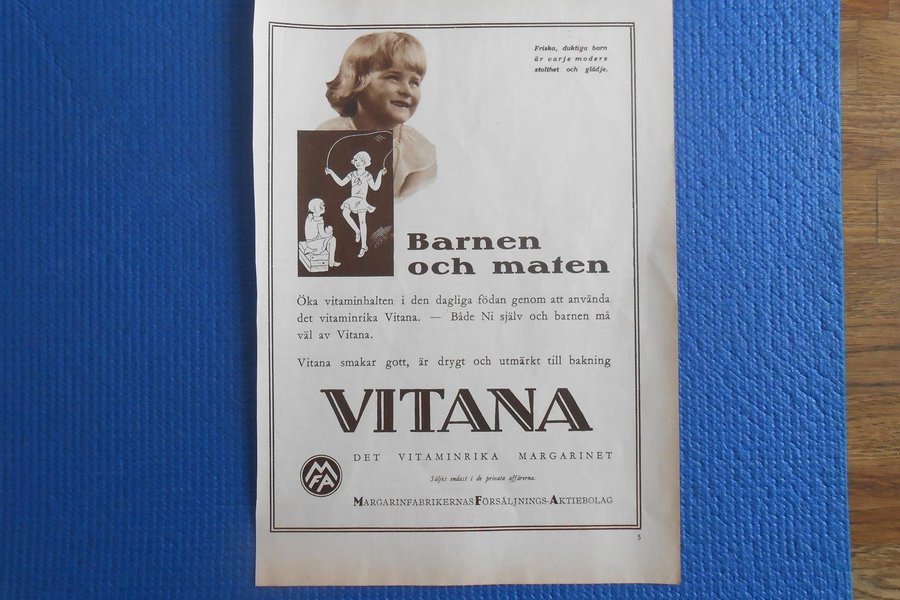 Friska, duktiga barn
är varje moders
stolthet och glädje.
Barnen
och maten
Öka vitaminhalten i den dagliga födan genom att använda
det vitaminrika Vitana. — Både Ni själv och barnen må
väl av Vitana.
Vitana smakar gott, är drygt och utmärkt till bakning
VITANA
DET VITAMINRIKA MARGARINET
Säljes endast i de privata affärerna.
MFA
MARGARINFABRIKERNAS FÖRSÄLJNINGS-AKTIEBOLAG
5